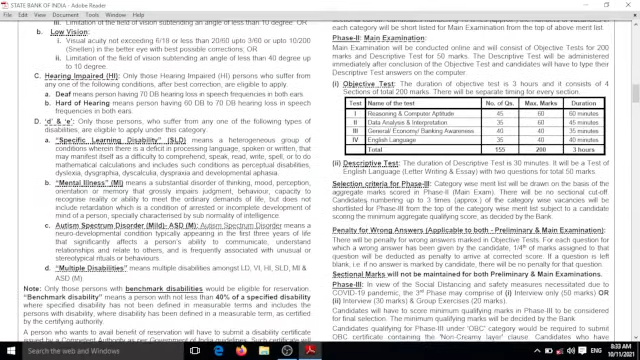 STATE BANK OF INDIA - Adobe Reader
iii. Limitation of the field of vision subtending an angle of less than 10 degree. OR
b. Low Vision:
i. Visual acuity not exceeding 6/18 or less than 20/60 upto 3/60 or upto 10/200
(Snellen) in the better eye with best possible corrections; OR
ii. Limitation of the field of vision subtending an angle of less than 40 degree up
to 10 degree.
C. Hearing Impaired (HI): Only those Hearing Impaired (HI) persons, who suffer from
any one of the following conditions, after best correction, are eligible to apply.
a. Deaf means person having 70 DB hearing loss in speech frequencies in both ears
b. Hard of Hearing means person having 60 DB to 70 DB hearing loss in speech
frequencies in both ears.
D. 'd' & 'e': Only those persons, who suffer from any one of the following types of
disabilities, are eligible to apply under this category.
a. "Specific Learning Disability" (SLD) means a heterogeneous group of
conditions wherein there is a deficit in processing language, spoken or written, that
may manifest itself as a difficulty to comprehend, speak, read, write, spell, or to do
mathematical calculations and includes such conditions as perceptual disabilities,
dyslexia, dysgraphia, dyscalculia, dyspraxia and developmental aphasia.
b. "Mental Illness" (MI) means a substantial disorder of thinking, mood, perception,
orientation or memory that grossly impairs judgment, behaviour, capacity to
recognise reality or ability to meet the ordinary demands of life, but does not
include retardation which is a condition of arrested or incomplete development of
mind of a person, specially characterised by sub normality of intelligence.
c. Autism Spectrum Disorder (Mild)- ASD (M): Autism Spectrum Disorder means a
neuro-developmental condition typically appearing in the first three years of life
that significantly affects a person's ability to communicate, understand
relationships and relate to others, and is frequently associated with unusual or
stereotypical rituals or behaviour.
d. "Multiple Disabilities" means multiple disabilities amongst LD, VI, HI, SLD, MI &
ASD (M)
Note: Only those persons with benchmark disabilities would be eligible for reservation.
"Benchmark disability" means a person with not less than 40% of a specified disability
where specified disability has not been defined in measurable terms and includes the
persons with disability, where disability has been defined in a measurable term, as certified
by the certifying authority.
A person who wants to avail benefit of reservation will have to submit a disability certificate
issued by a Competent Authority as per Government of India guidelines. Such certificate will
each category will be short listed for Main Examination from the top of above merit list.
Phase-II: Main Examination:
Main Examination will be conducted online and will consist of Objective Tests for 200
marks and Descriptive Test for 50 marks. The Descriptive Test will be administered
immediately after conclusion of the Objective Test and candidates will have to type their
Descriptive Test answers on the computer.
(i) Objective Test: The duration of objective test is 3 hours and it consists of 4
Sections of total 200 marks. There will be separate timing for every section.
Test Name of the test No. of Qs. Max. Marks Duration
I Reasoning & Computer Aptitude 45 60 60 minutes
II Data Analysis & Interpretation 35 60 45 minutes
III General/ Economy/ Banking Awareness 40 40 35 minutes
IV English Language 35 40 40 minutes
Total 155 200 3 hours
(ii) Descriptive Test: The duration of Descriptive Test is 30 minutes. It will be a Test of
English Language (Letter Writing & Essay) with two questions for total 50 marks.
Selection criteria for Phase-III: Category wise merit list will be drawn on the basis of the
aggregate marks scored in Phase-II (Main Exam). There will be no sectional cutoff.
Candidates numbering up to 3 times (approx.) of the category wise vacancies will be
shortlisted for Phase-III from the top of the category wise merit list subject to a candidate
scoring the minimum aggregate qualifying score, as decided by the Bank.
Penalty for Wrong Answers (Applicable to both - Preliminary & Main Examination):
There will be penalty for wrong answers marked in Objective Tests. For each question
for which a wrong answer has been given by the candidate, 1/4th of marks assigned to that
question will be deducted as penalty to arrive at corrected score. If a question is left
blank, i.e. if no answer is marked by the candidate, there will be no penalty for that question.
Sectional Marks will not be maintained for both Preliminary & Main Examination.
Phase-III: In view of the Social Distancing and safety measures necessitated due to
COVID-19 pandemic, the 3rd Phase may comprise of (i) Interview only (50 marks) OR
(ii) Interview (30 marks) & Group Exercises (20 marks).
Candidates will have to score minimum qualifying marks in Phase-III to be considered
for final selection. The minimum qualifying marks will be decided by the Bank.
Candidates qualifying for Phase-III under 'OBC' category would be required to submit
OBC certificate containing the 'Non-Creamy layer' clause. Candidates who have
Search the web and Windows
ENG
8:33 AM